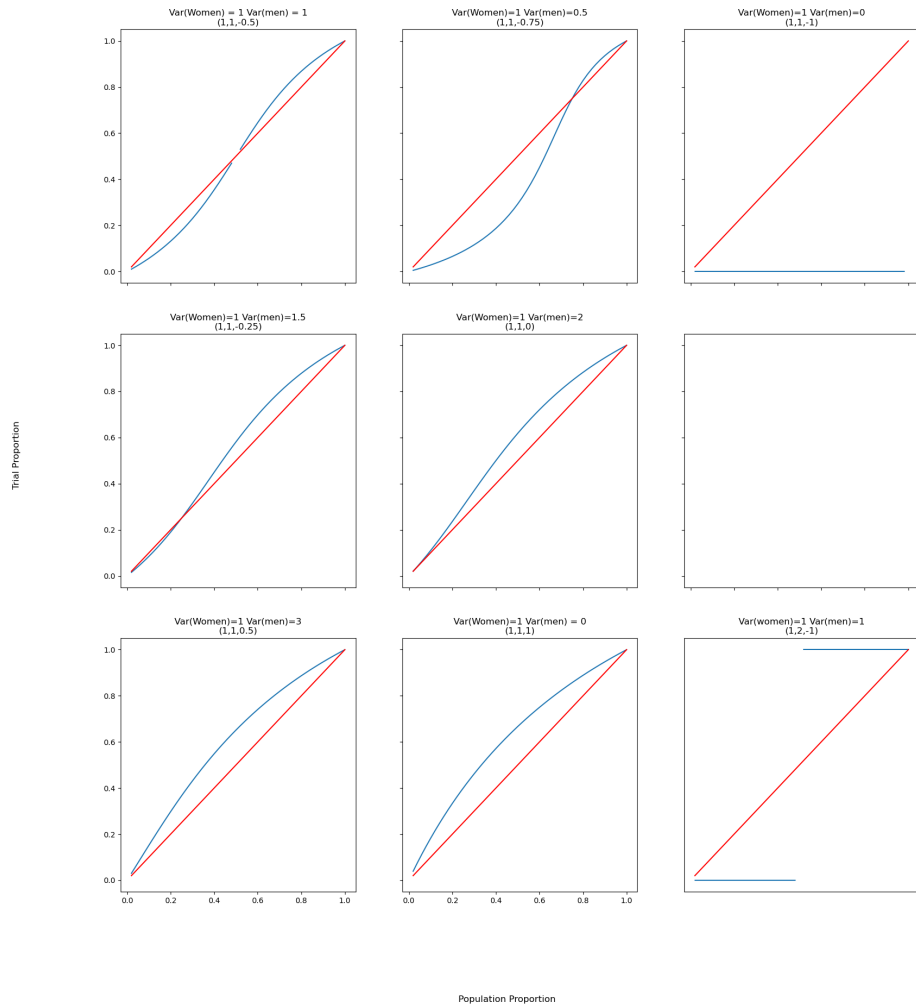 Var(Women) = 1 Var(men) = 1
(1,1,-0.5)
Var(Women)=1 Var(men)=0.5
(1,1,-0.75)
Var(Women)=1 Var(men)=0
(1,1,-1)
1.0
0.8
0.6
0.4
0.2
0.0
Var(Women)=1 Var(men)=1.5
(1,1,-0.25)
Var(Women)=1 Var(men)=2
(1,1,0)
1.0
0.8
0.6
0.4
0.2
0.0
Trial Proportion
Var(Women)=1 Var(men)=3
(1,1,0.5)
Var(Women)=1 Var(men) = 0
(1,1,1)
Var(women)=1 Var(men)=1
(1,2,-1)
1.0
0.8
0.6
0.4
0.2
0.0
0.0 0.2 0.4 0.6 0.8 1.0
0.0 0.2 0.4 0.6 0.8 1.0
Population Proportion